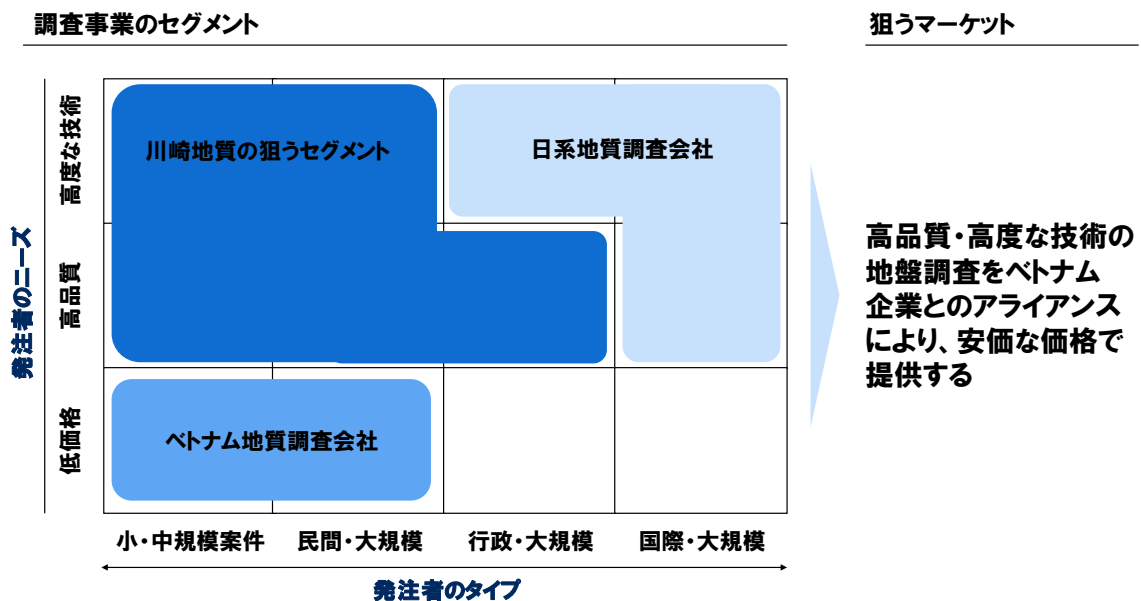 調査事業のセグメント
狙うマーケット
発注者のニーズ
高度な技術
高品質
低価格
川崎地質の狙うセグメント
日系地質調査会社
ベトナム地質調査会社
小・中規模案件
民間・大規模
行政・大規模
国際・大規模
発注者のタイプ
高品質・高度な技術の
地盤調査をベトナム
企業とのアライアンス
により、安価な価格で
提供する